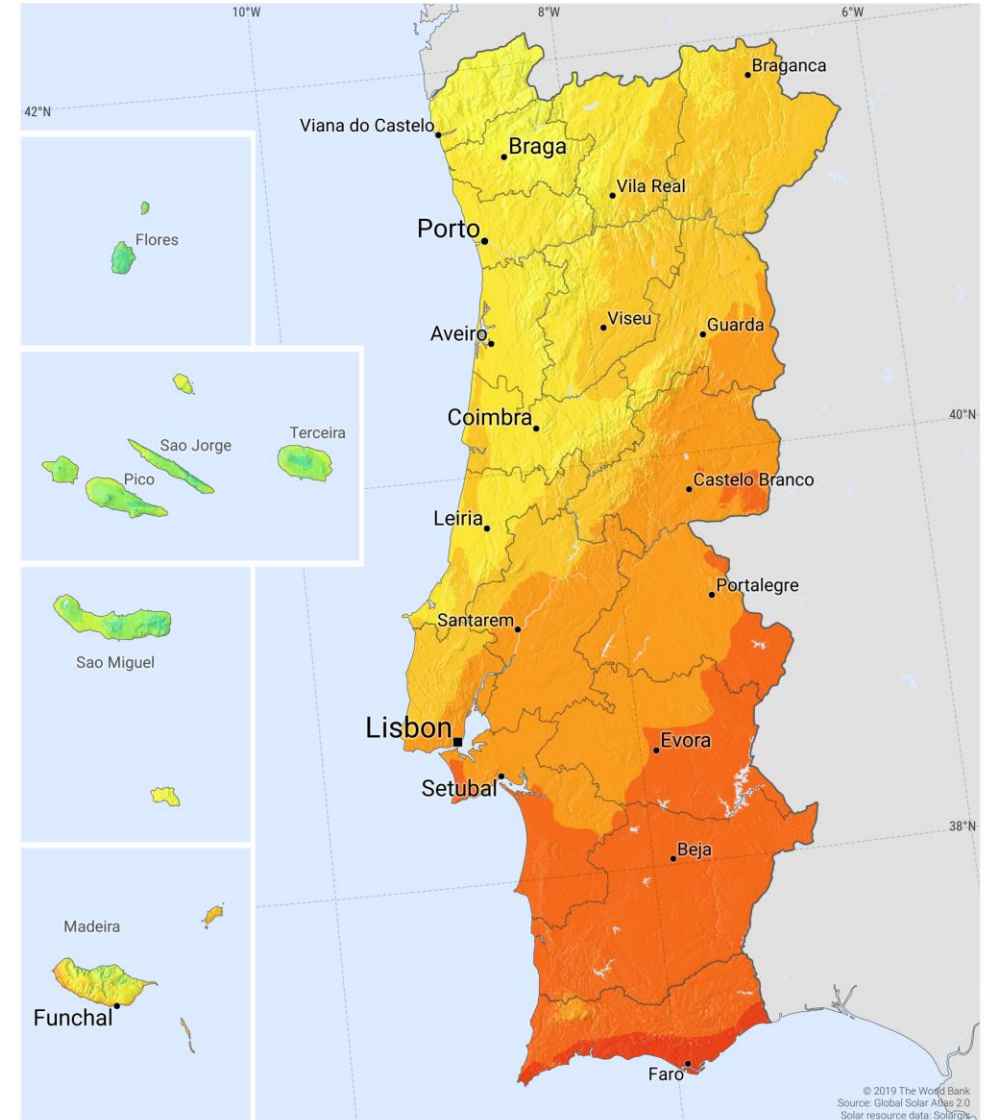 10°W
8°W
6°W
42°N
Braganca
Viana do Castelo
Braga
Vila Real
Porto
Flores
Viseu
Guarda
Aveiro
40°N
Coimbra
Terceira
Sao Jorge
Pico
Castelo Branco
Leiria
Portalegre
Santarem
Sao Miguel
Lisbon
Evora
Setubal
38°N
Beja
Madeira
Funchal
Faro
© 2019 The World Bank
Source: Global Solar Atlas 2.0
Solar resource data: Solargis